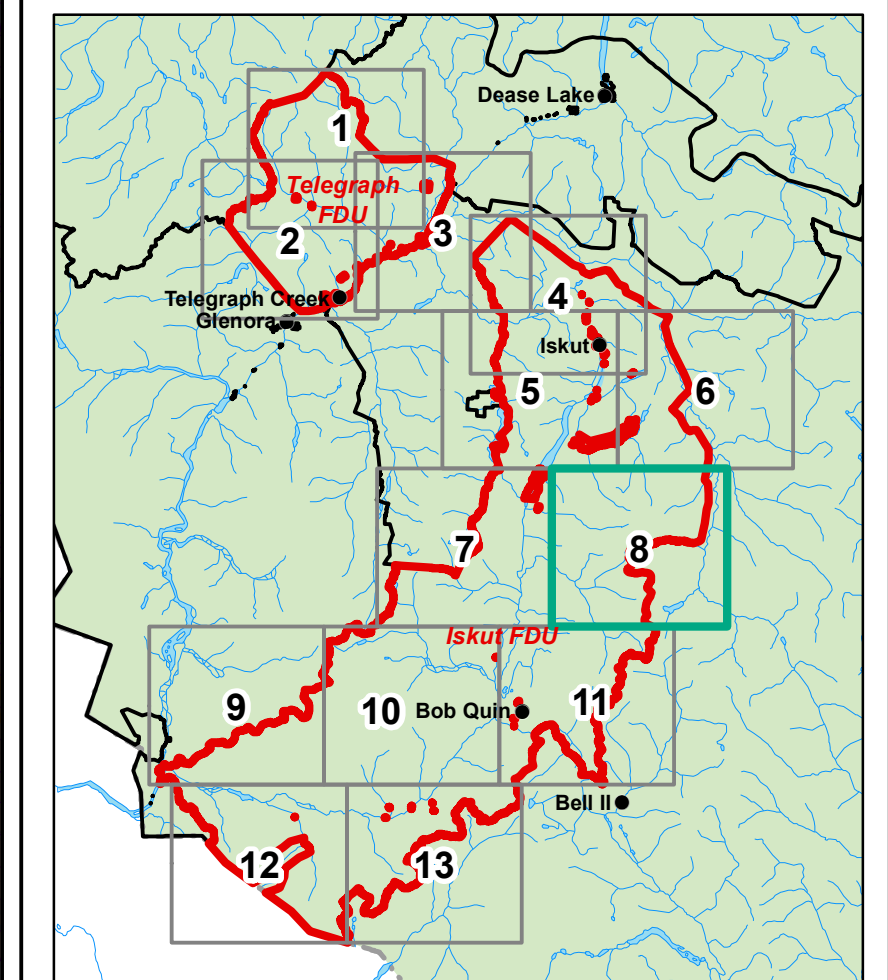 Dease Lake
1
Telegraph
FDU
2
3
Telegraph Creek
Glenora
4
Iskut
5
6
7
8
Iskut FDU
9
10
Bob Quin
11
Bell II
12
13